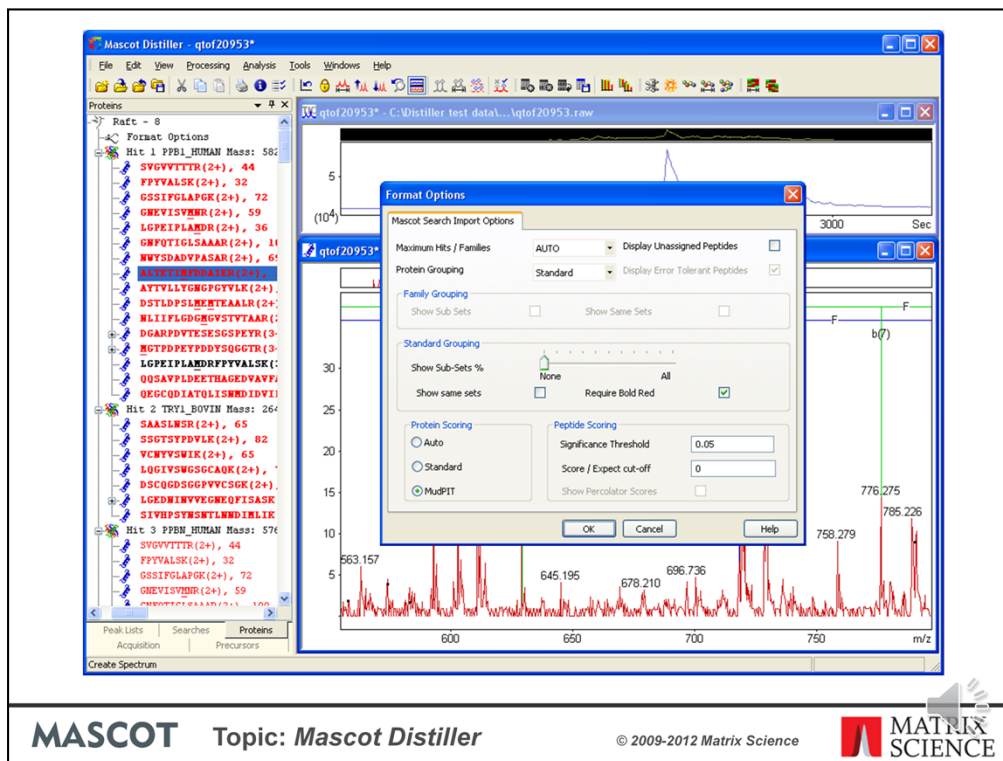 Mascot Distiller - qtof20953*
File Edit View Processing Analysis Tools Windows Help
Proteins
Raft - 8
Format Options
Hit 1 PPB1_HUMAN Mass: 582
SVGVVTTTR(2+), 44
FPYVALSK(2+), 32
GSSIFGLAPGK(2+), 72
GNEVISVMNR(2+), 59
LGPEIPLAMDR(2+), 36
GNFQTIGLSAAAR(2+), 10
NWYSDADVPASAR(2+), 69
ALTETIMFDDAIER(2+),
AYTVLLYGNGPGYVLK(2+)
DSTLDPSLMEMTEAALR(2+)
NLIIFLGDGMGVSTVTAAR(2
DGARPDVTESESGSPEYR(3+
MGTPDPEYPDDYSQGGTR(3+
LGPEIPLAMDRFPYVALSK(3
QQSAVPLDEETHAGEDVAVFA
QEGCQDIATQLISNMDIDVI
Hit 2 TRY1_BOVIN Mass: 264
SAASLNSR(2+), 65
SSGTSYPDVLK(2+), 82
VCNYVSWIK(2+), 65
LQGIVSWGSGCAQK(2+),
DSCQGDSGGPVVCSGK(2+),
LGEDNINVVEGNEQFISASK
SIVHPSYNSNTLNNDIMLIK
Hit 3 PPBN_HUMAN Mass: 576
SVGVVTTTR(2+), 44
FPYVALSK(2+), 32
GSSIFGLAPGK(2+), 72
GNEVISVMNR(2+), 59
Peak Lists Searches Proteins
Acquisition Precursors
Create Spectrum
qtof20953* - C:\Distiller test data\...\qtof20953.raw
5
(10⁴)
3000 Sec
qtof20953*
Format Options
Mascot Search Import Options
Maximum Hits / Families AUTO Display Unassigned Peptides
Protein Grouping Standard Display Error Tolerant Peptides
Family Grouping
Show Sub Sets Show Same Sets
Standard Grouping
Show Sub-Sets % None All
Show same sets Require Bold Red
Protein Scoring
Auto
Standard
MudPIT
Peptide Scoring
Significance Threshold 0.05
Score / Expect cut-off 0
Show Percolator Scores
OK Cancel Help
F
F
b(7)
30
25
20
15
10
5
563.157
645.195
678.210
696.736
758.279
776.275
785.226
600 650 700 750 m/z
MASCOT Topic: Mascot Distiller © 2009-2012 Matrix Science MATRIX SCIENCE